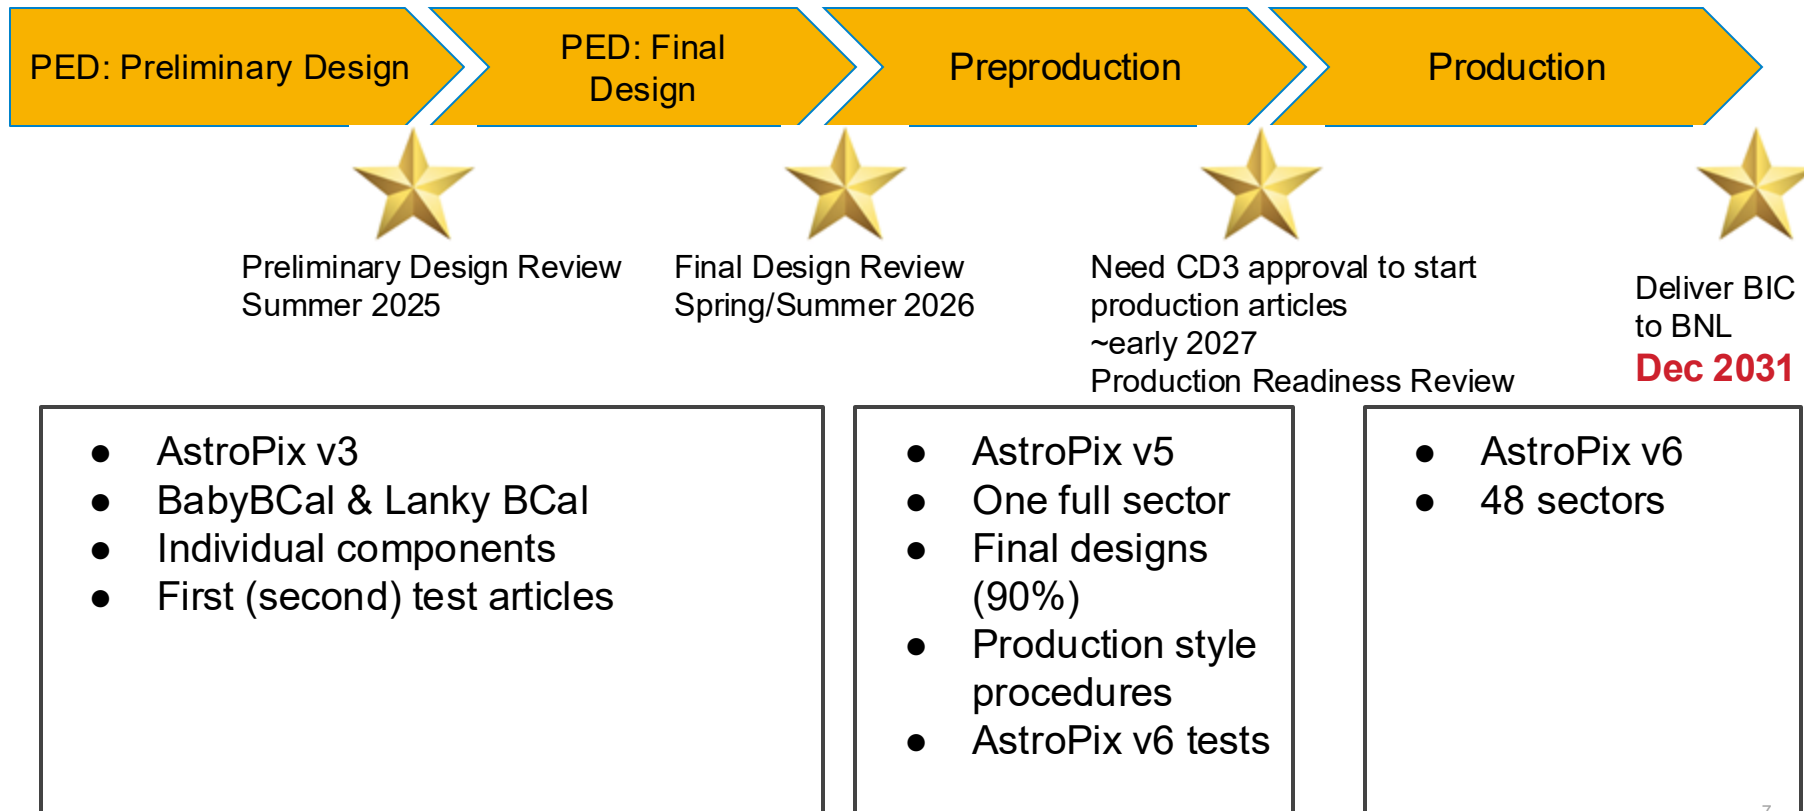 PED: Preliminary Design
PED: Final
Design
Preproduction
Production
Preliminary Design Review
Summer 2025
Final Design Review
Spring/Summer 2026
Need CD3 approval to start
production articles
~early 2027
Production Readiness Review
Deliver BIC
to BNL
Dec 2031
● AstroPix v3
● BabyBCal & Lanky BCal
● Individual components
● First (second) test articles
● AstroPix v5
● One full sector
● Final designs
(90%)
● Production style
procedures
● AstroPix v6 tests
● AstroPix v6
● 48 sectors